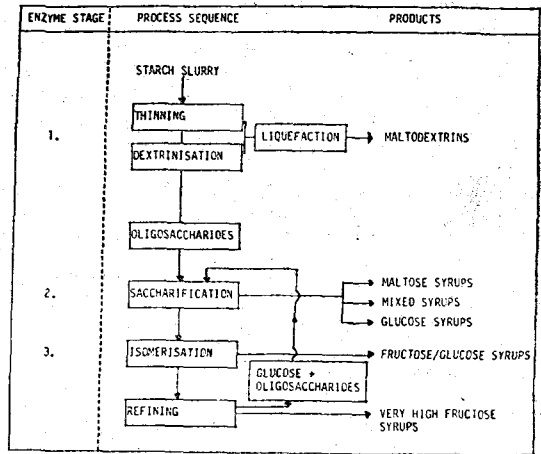 ENZYME STAGE PROCESS SEQUENCE PRODUCTS
STARCH SLURRY
THINNING
1. LIQUEFACTION MALTODEXTRINS
DEXTRINISATION
OLIGOSACCHARIDES
MALTOSE SYRUPS
2. SACCHARIFICATION MIXED SYRUPS
GLUCOSE SYRUPS
3. ISOMERISATION FRUCTOSE/GLUCOSE SYRUPS
GLUCOSE +
OLIGOSACCHARIDES
REFINING VERY HIGH FRUCTOSE
SYRUPS